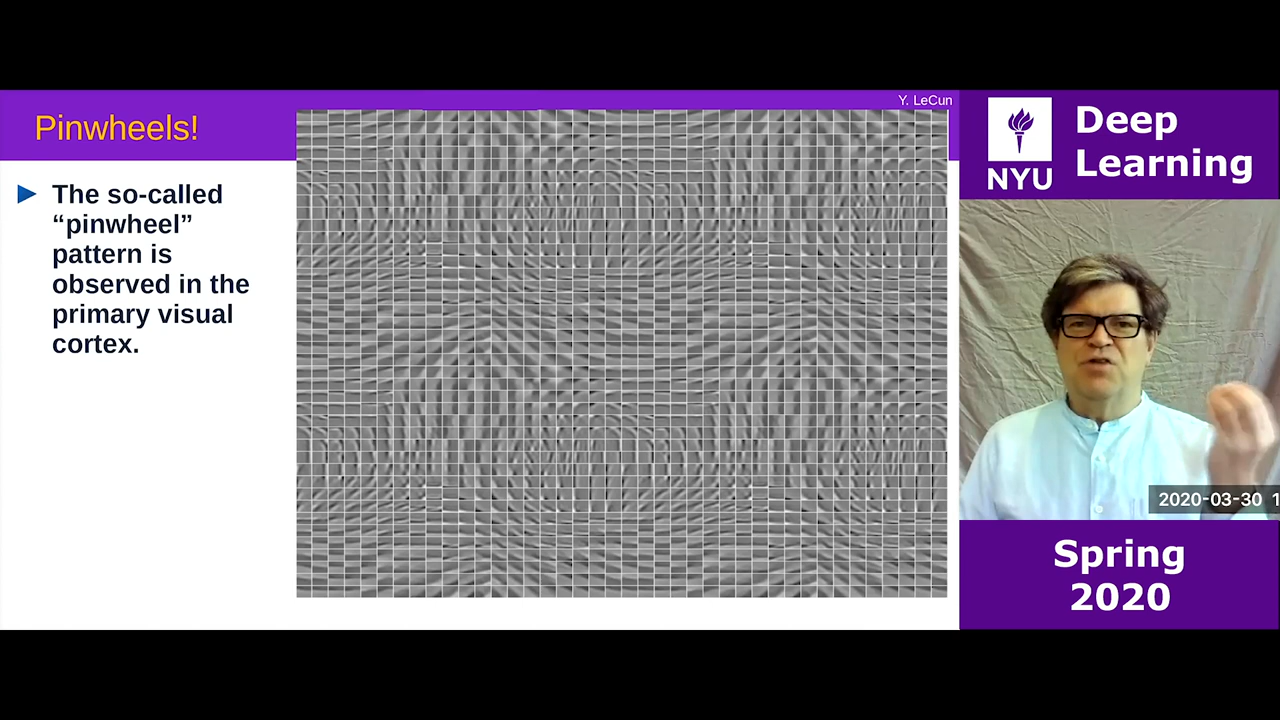 Y. LeCun
Pinwheels!
The so-called
“pinwheel”
pattern is
observed in the
primary visual
cortex.
NYU
Deep
Learning
2020-03-30 1
Spring
2020